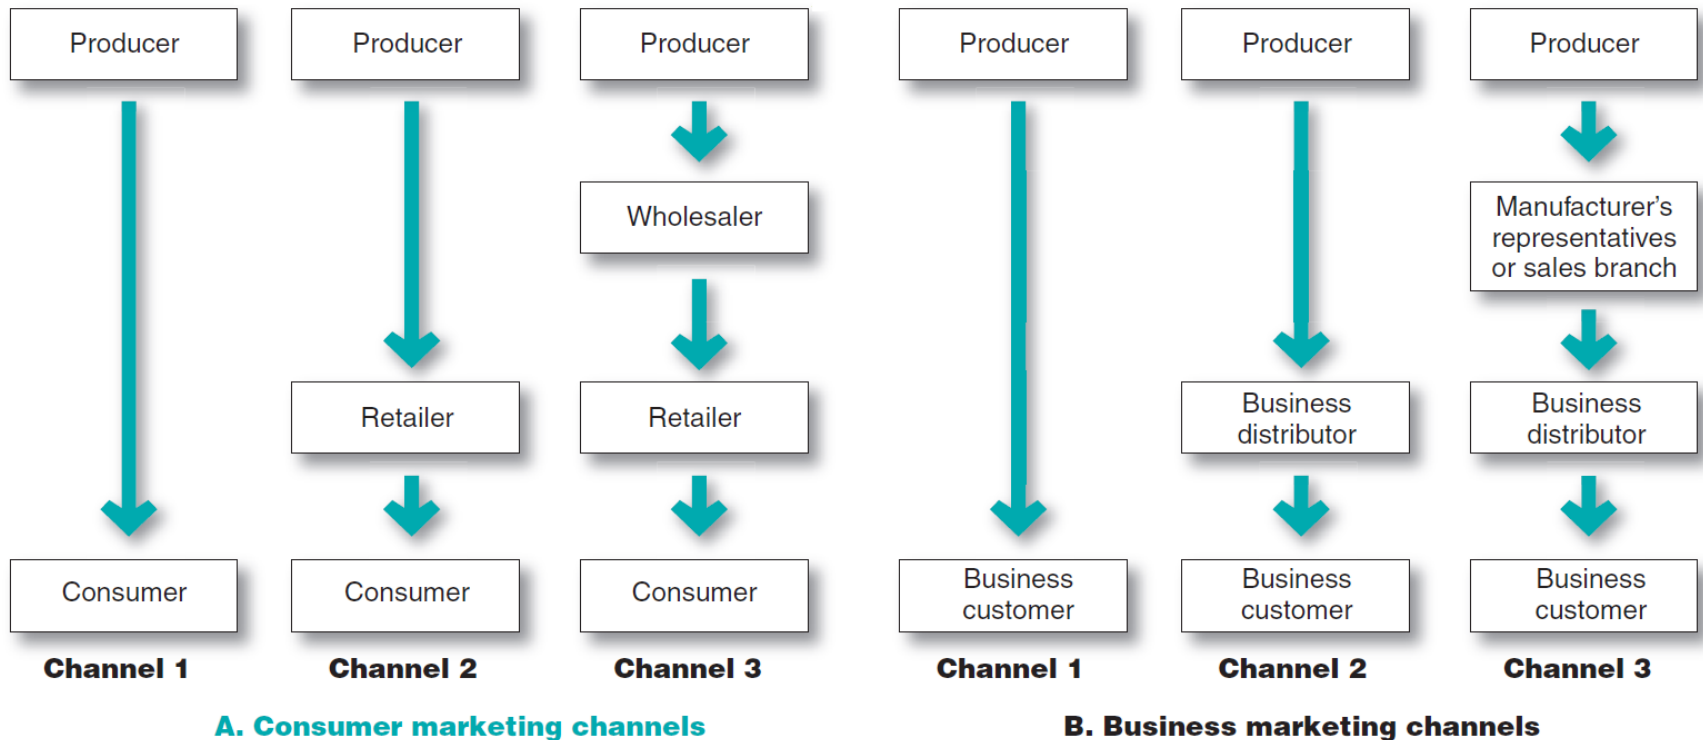 Producer
Producer
Producer
Wholesaler
Retailer
Retailer
Consumer
Consumer
Consumer
Channel 1
Channel 2
Channel 3
A. Consumer marketing channels
Producer
Producer
Producer
Manufacturer’s
representatives
or sales branch
Business
distributor
Business
distributor
Business
customer
Business
customer
Business
customer
Channel 1
Channel 2
Channel 3
B. Business marketing channels